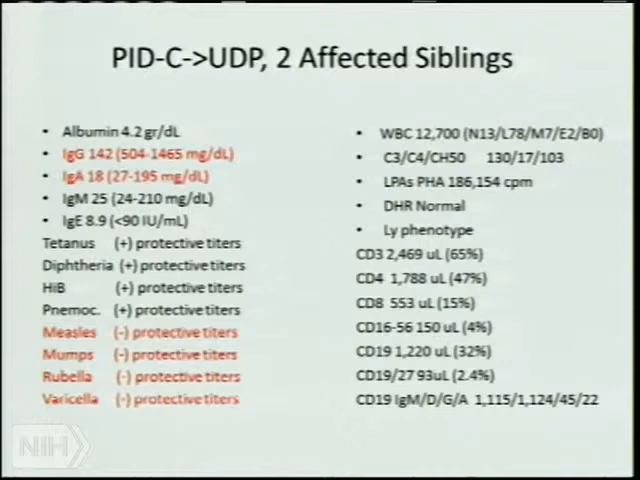 PID-C->UDP, 2 Affected Siblings
• Albumin 4.2 gr/dL
• IgG 142 (504-1465 mg/dL)
• IgA 18 (27-195 mg/dL)
• IgM 25 (24-210 mg/dL)
• IgE 8.9 (<90 IU/mL)
Tetanus (+) protective titers
Diphtheria (+) protective titers
HiB (+) protective titers
Pnemoc. (+) protective titers
Measles (-) protective titers
Mumps (-) protective titers
Rubella (-) protective titers
Varicella (-) protective titers
• WBC 12,700 (N13/L78/M7/E2/B0)
• C3/C4/CH50 130/17/103
• LPAs PHA 186,154 cpm
• DHR Normal
• Ly phenotype
CD3 2,469 uL (65%)
CD4 1,788 uL (47%)
CD8 553 uL (15%)
CD16-56 150 uL (4%)
CD19 1,220 uL (32%)
CD19/27 93uL (2.4%)
CD19 IgM/D/G/A 1,115/1,124/45/22
NIH